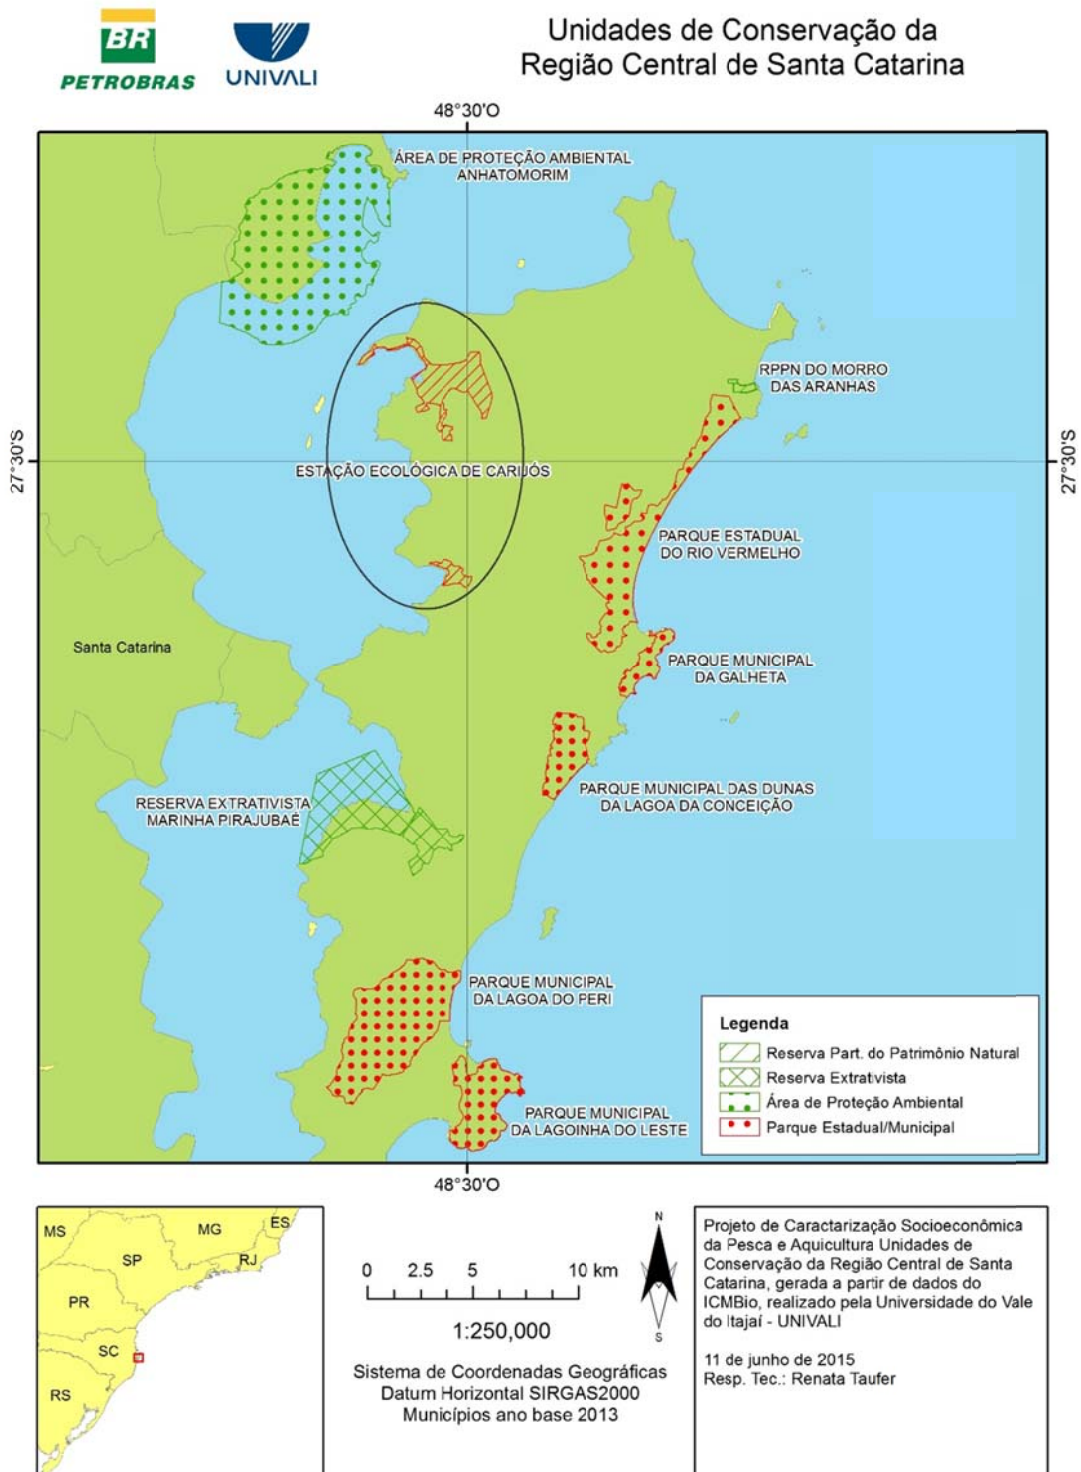 BR
PETROBRAS
UNIVALI
Unidades de Conservação da
Região Central de Santa Catarina
48°30'O
ÁREA DE PROTEÇÃO AMBIENTAL
ANHATOMORIM
RPPN DO MORRO
DAS ARANHAS
27°30'S
27°30'S
ESTAÇÃO ECOLÓGICA DE CARIJÓS
PARQUE ESTADUAL
DO RIO VERMELHO
Santa Catarina
PARQUE MUNICIPAL
DA GALHETA
PARQUE MUNICIPAL DAS DUNAS
DA LAGOA DA CONCEIÇÃO
RESERVA EXTRATIVISTA
MARINHA PIRAJUBAÉ
PARQUE MUNICIPAL
DA LAGOA DO PERI
PARQUE MUNICIPAL
DA LAGOINHA DO LESTE
Legenda
Reserva Part. do Patrimônio Natural
Reserva Extrativista
Área de Proteção Ambiental
Parque Estadual/Municipal
48°30'O
MS
MG
ES
SP
RJ
PR
SC
RS
0 2.5 5 10 km
1:250,000
Sistema de Coordenadas Geográficas
Datum Horizontal SIRGAS2000
Municípios ano base 2013
N
S
Projeto de Caractarização Socioeconômica
da Pesca e Aquicultura Unidades de
Conservação da Região Central de Santa
Catarina, gerada a partir de dados do
ICMBio, realizado pela Universidade do Vale
do Itajaí - UNIVALI
11 de junho de 2015
Resp. Tec.: Renata Taufer